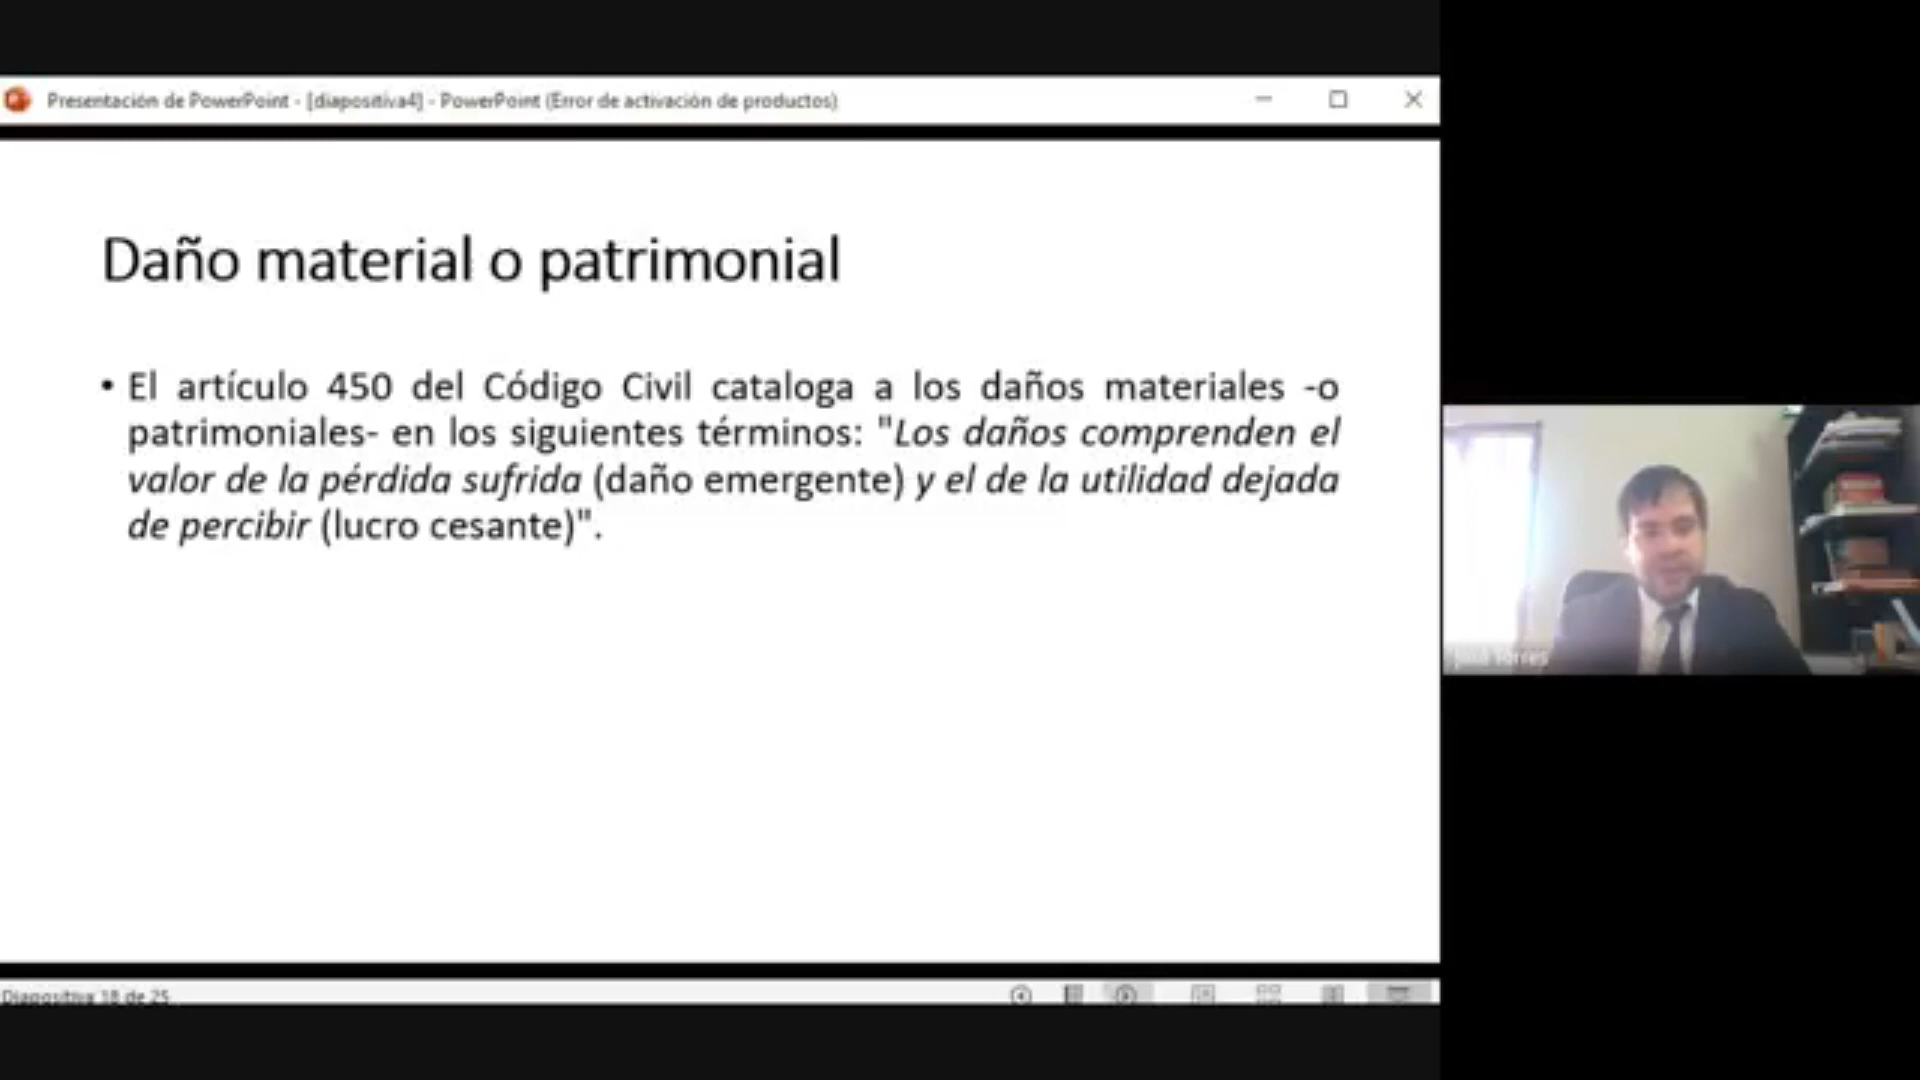 Presentación de PowerPoint - [diapositiva4] - PowerPoint (Error de activación de productos)
Daño material o patrimonial
• El artículo 450 del Código Civil cataloga a los daños materiales -o
patrimoniales- en los siguientes términos: "Los daños comprenden el
valor de la pérdida sufrida (daño emergente) y el de la utilidad dejada
de percibir (lucro cesante)".
Torres
Diapositiva 18 de 25